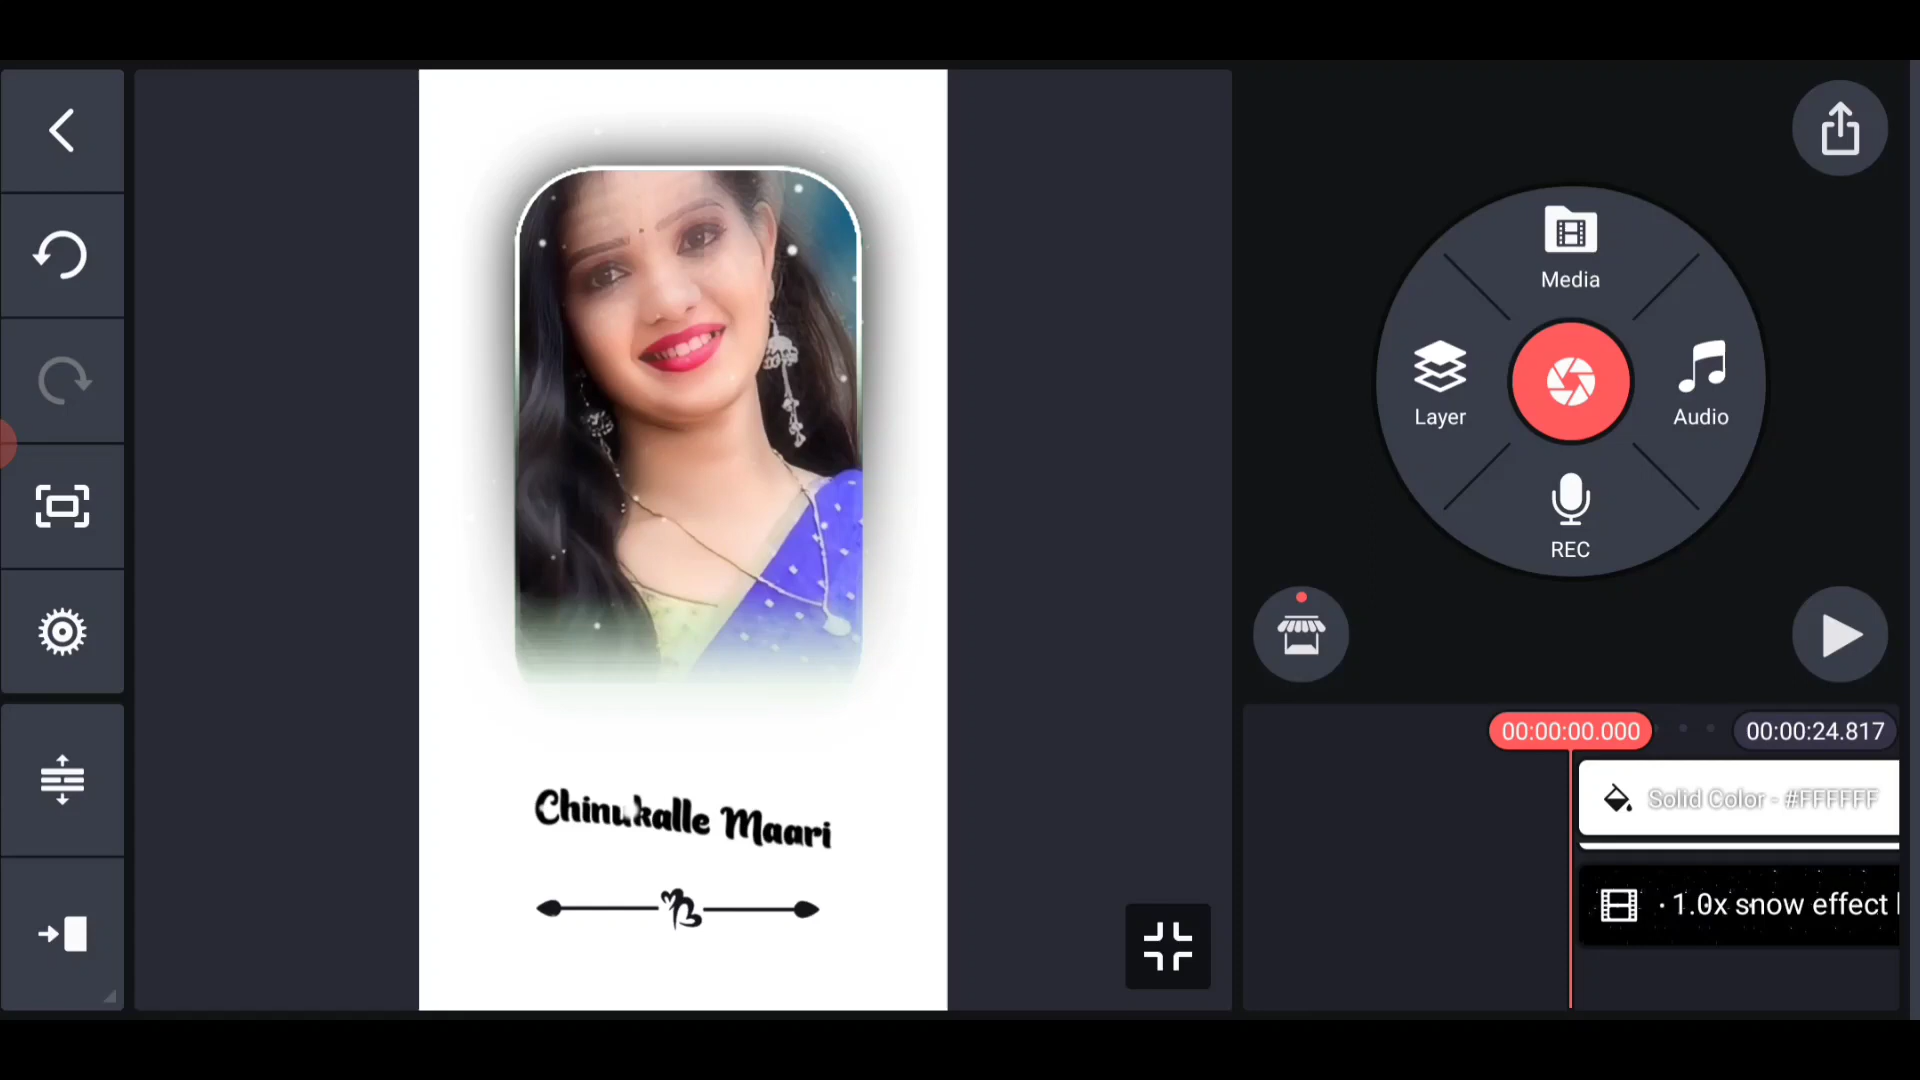 Media
Layer
Audio
REC
00:00:00.000
00:00:24.817
Solid Color - #FFFFFF
· 1.0x snow effect
Chinukalle Maari